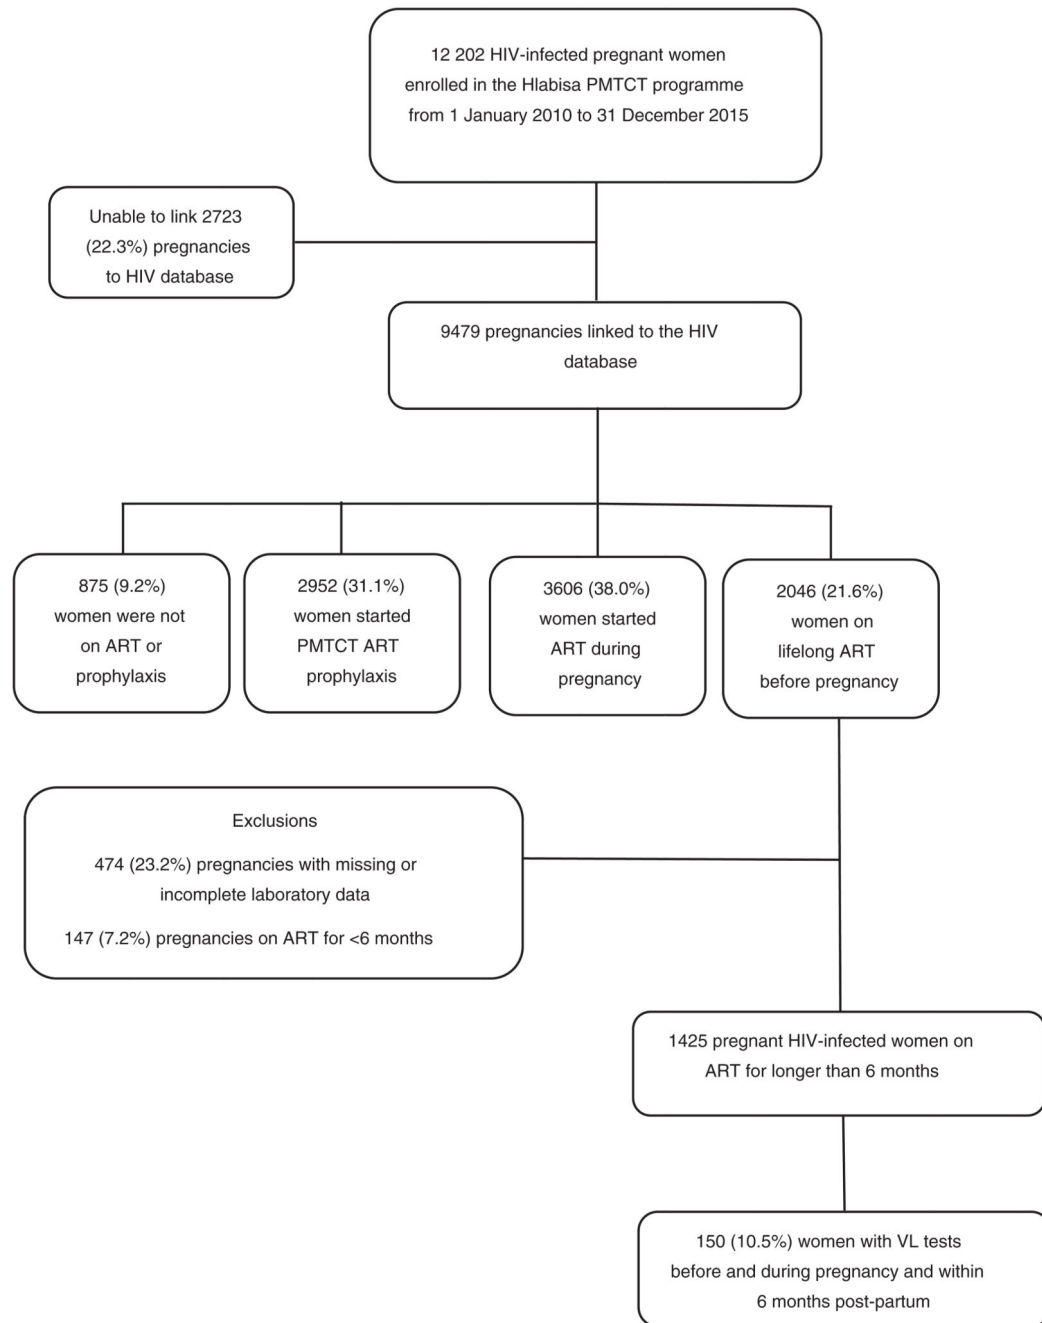 12 202 HIV-infected pregnant women
enrolled in the Hlabisa PMTCT programme
from 1 January 2010 to 31 December 2015
Unable to link 2723
(22.3%) pregnancies
to HIV database
9479 pregnancies linked to the HIV
database
875 (9.2%)
women were not
on ART or
prophylaxis
2952 (31.1%)
women started
PMTCT ART
prophylaxis
3606 (38.0%)
women started
ART during
pregnancy
2046 (21.6%)
women on
lifelong ART
before pregnancy
Exclusions
474 (23.2%) pregnancies with missing or
incomplete laboratory data
147 (7.2%) pregnancies on ART for <6 months
1425 pregnant HIV-infected women on
ART for longer than 6 months
150 (10.5%) women with VL tests
before and during pregnancy and within
6 months post-partum